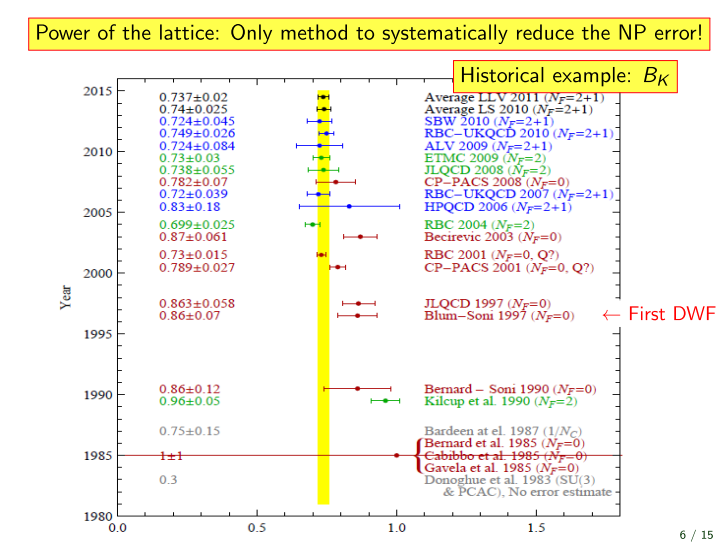 Power of the lattice: Only method to systematically reduce the NP error!
Historical example: B_K
2015
0.737±0.02 Average LLV 2011 (N_F=2+1)
0.74±0.025 Average LS 2010 (N_F=2+1)
0.724±0.045 SBW 2010 (N_F=2+1)
0.749±0.026 RBC−UKQCD 2010 (N_F=2+1)
2010
0.724±0.084 ALV 2009 (N_F=2+1)
0.73±0.03 ETMC 2009 (N_F=2)
0.738±0.055 JLQCD 2008 (N_F=2)
0.782±0.07 CP−PACS 2008 (N_F=0)
0.72±0.039 RBC−UKQCD 2007 (N_F=2+1)
0.83±0.18 HPQCD 2006 (N_F=2+1)
2005
0.699±0.025 RBC 2004 (N_F=2)
0.87±0.061 Becirevic 2003 (N_F=0)
0.73±0.015 RBC 2001 (N_F=0, Q?)
0.789±0.027 CP−PACS 2001 (N_F=0, Q?)
2000
Year
0.863±0.058 JLQCD 1997 (N_F=0)
0.86±0.07 Blum−Soni 1997 (N_F=0) ← First DWF
1995
0.86±0.12 Bernard − Soni 1990 (N_F=0)
1990
0.96±0.05 Kilcup et al. 1990 (N_F=2)
0.75±0.15 Bardeen at el. 1987 (1/N_C)
Bernard et al. 1985 (N_F=0)
1985
1±1 Cabibbo et al. 1985 (N_F=0)
Gavela et al. 1985 (N_F=0)
0.3 Donoghue et al. 1983 (SU(3)
& PCAC), No error estimate
1980
0.0 0.5 1.0 1.5
6 / 15